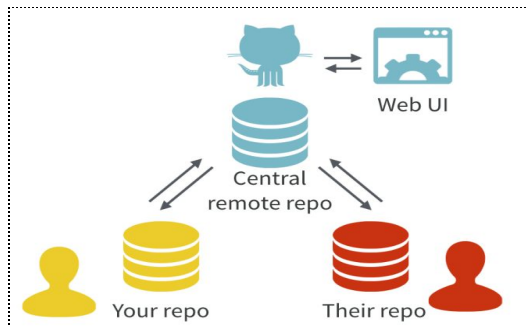 Web UI
Central
remote repo
Your repo
Their repo